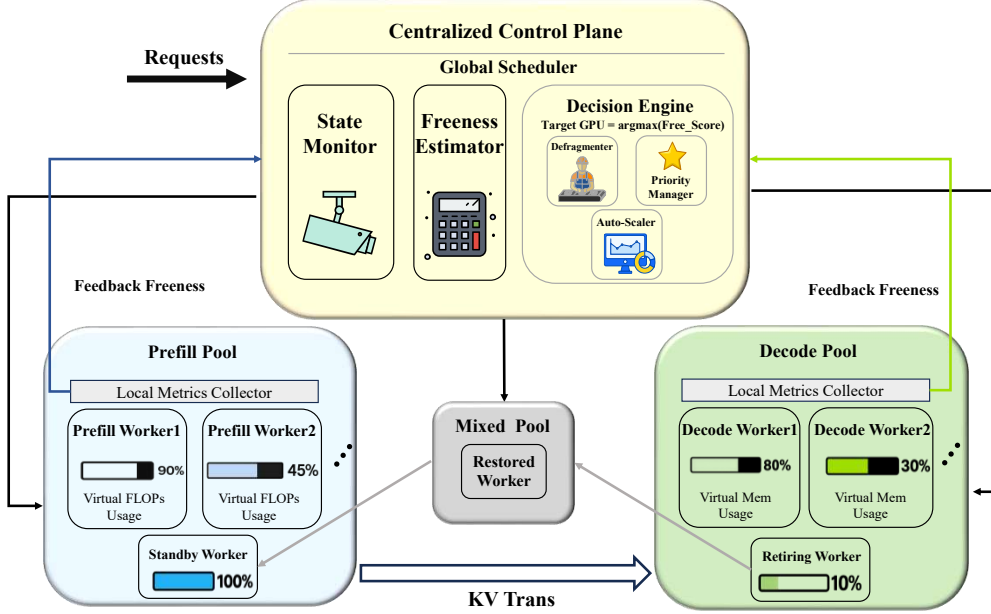 Centralized Control Plane
Requests
Global Scheduler
State
Monitor
Freeness
Estimator
Decision Engine
Target GPU = argmax(Free_Score)
Defragmenter
Priority
Manager
Auto-Scaler
Feedback Freeness
Feedback Freeness
Prefill Pool
Local Metrics Collector
Prefill Worker1
90%
Virtual FLOPs
Usage
Prefill Worker2
45%
Virtual FLOPs
Usage
Standby Worker
100%
Mixed Pool
Restored
Worker
Decode Pool
Local Metrics Collector
Decode Worker1
80%
Virtual Mem
Usage
Decode Worker2
30%
Virtual Mem
Usage
Retiring Worker
10%
KV Trans